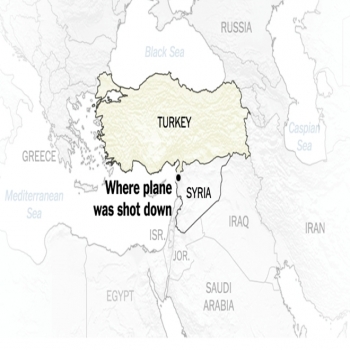 RUSSIA
Black Sea
TURKEY
Caspian
Sea
GREECE
Where plane
was shot down
SYRIA
Mediterranean
Sea
IRAQ
IRAN
ISR.
JOR.
EGYPT
SAUDI
ARABIA